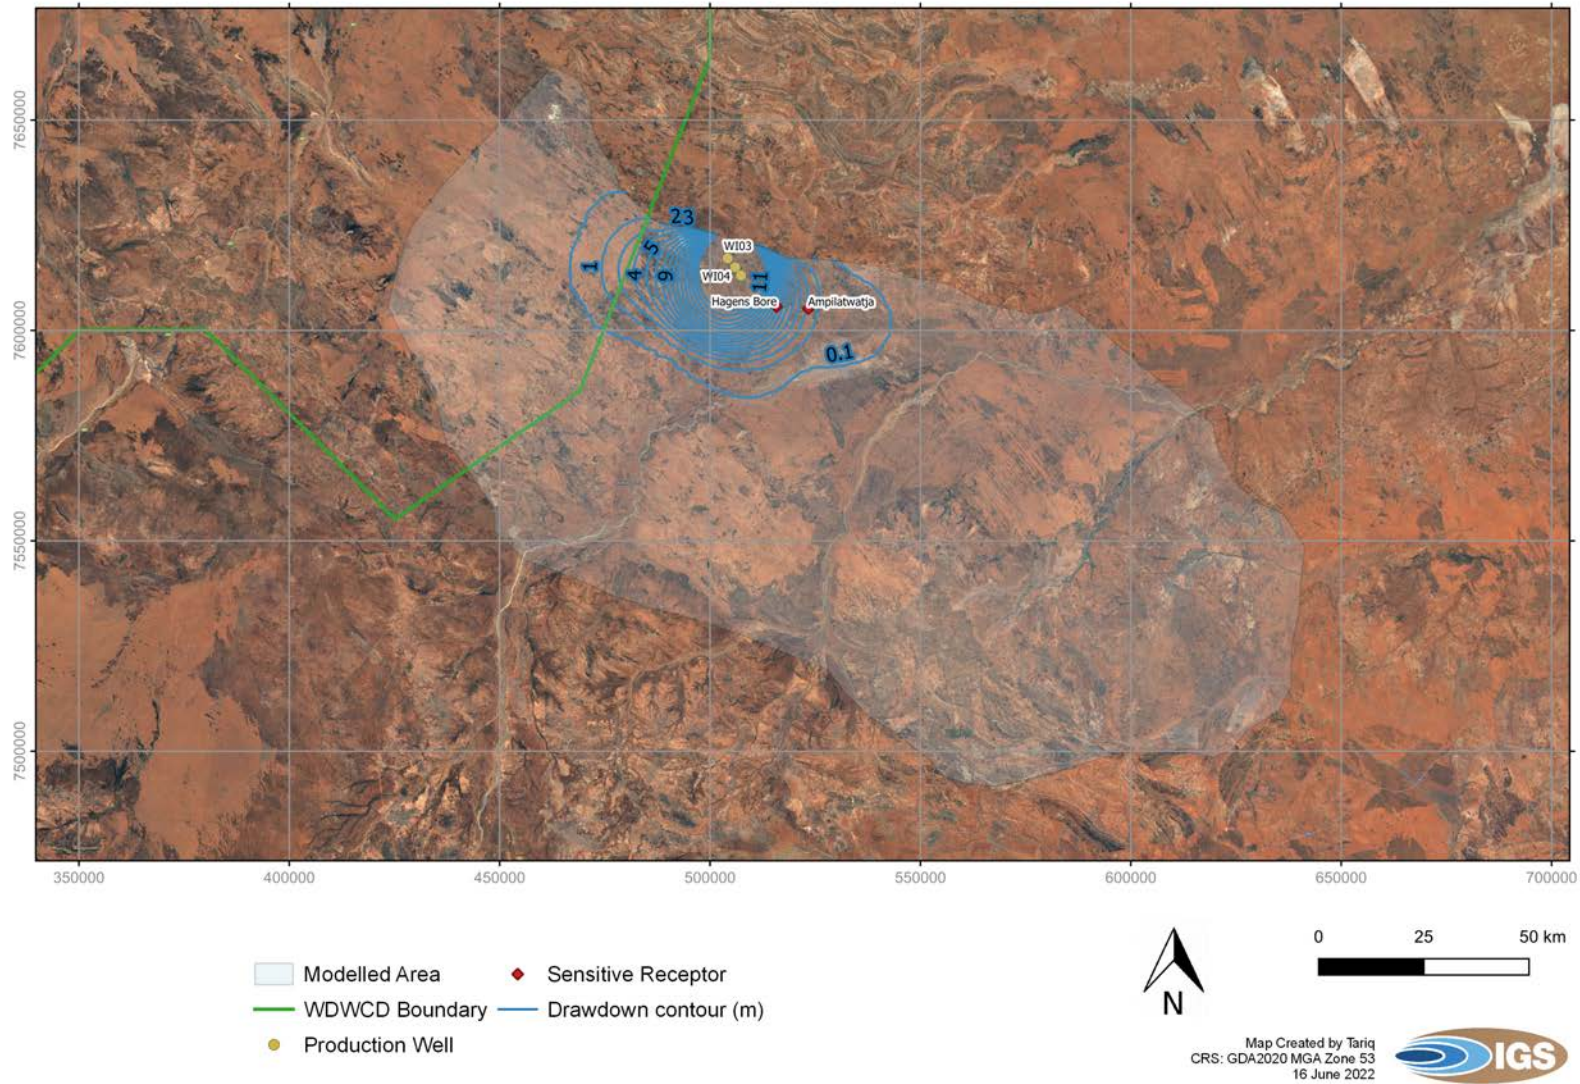 7650000
7600000
7550000
7500000
23
5
1
4
9
11
WI03
WI04
Hagens Bore
Ampilatwatja
0.1
350000
400000
450000
500000
550000
600000
650000
700000
Modelled Area
Sensitive Receptor
WDWCD Boundary
Drawdown contour (m)
Production Well
N
0 25 50 km
Map Created by Tariq
CRS: GDA2020 MGA Zone 53
16 June 2022
IGS